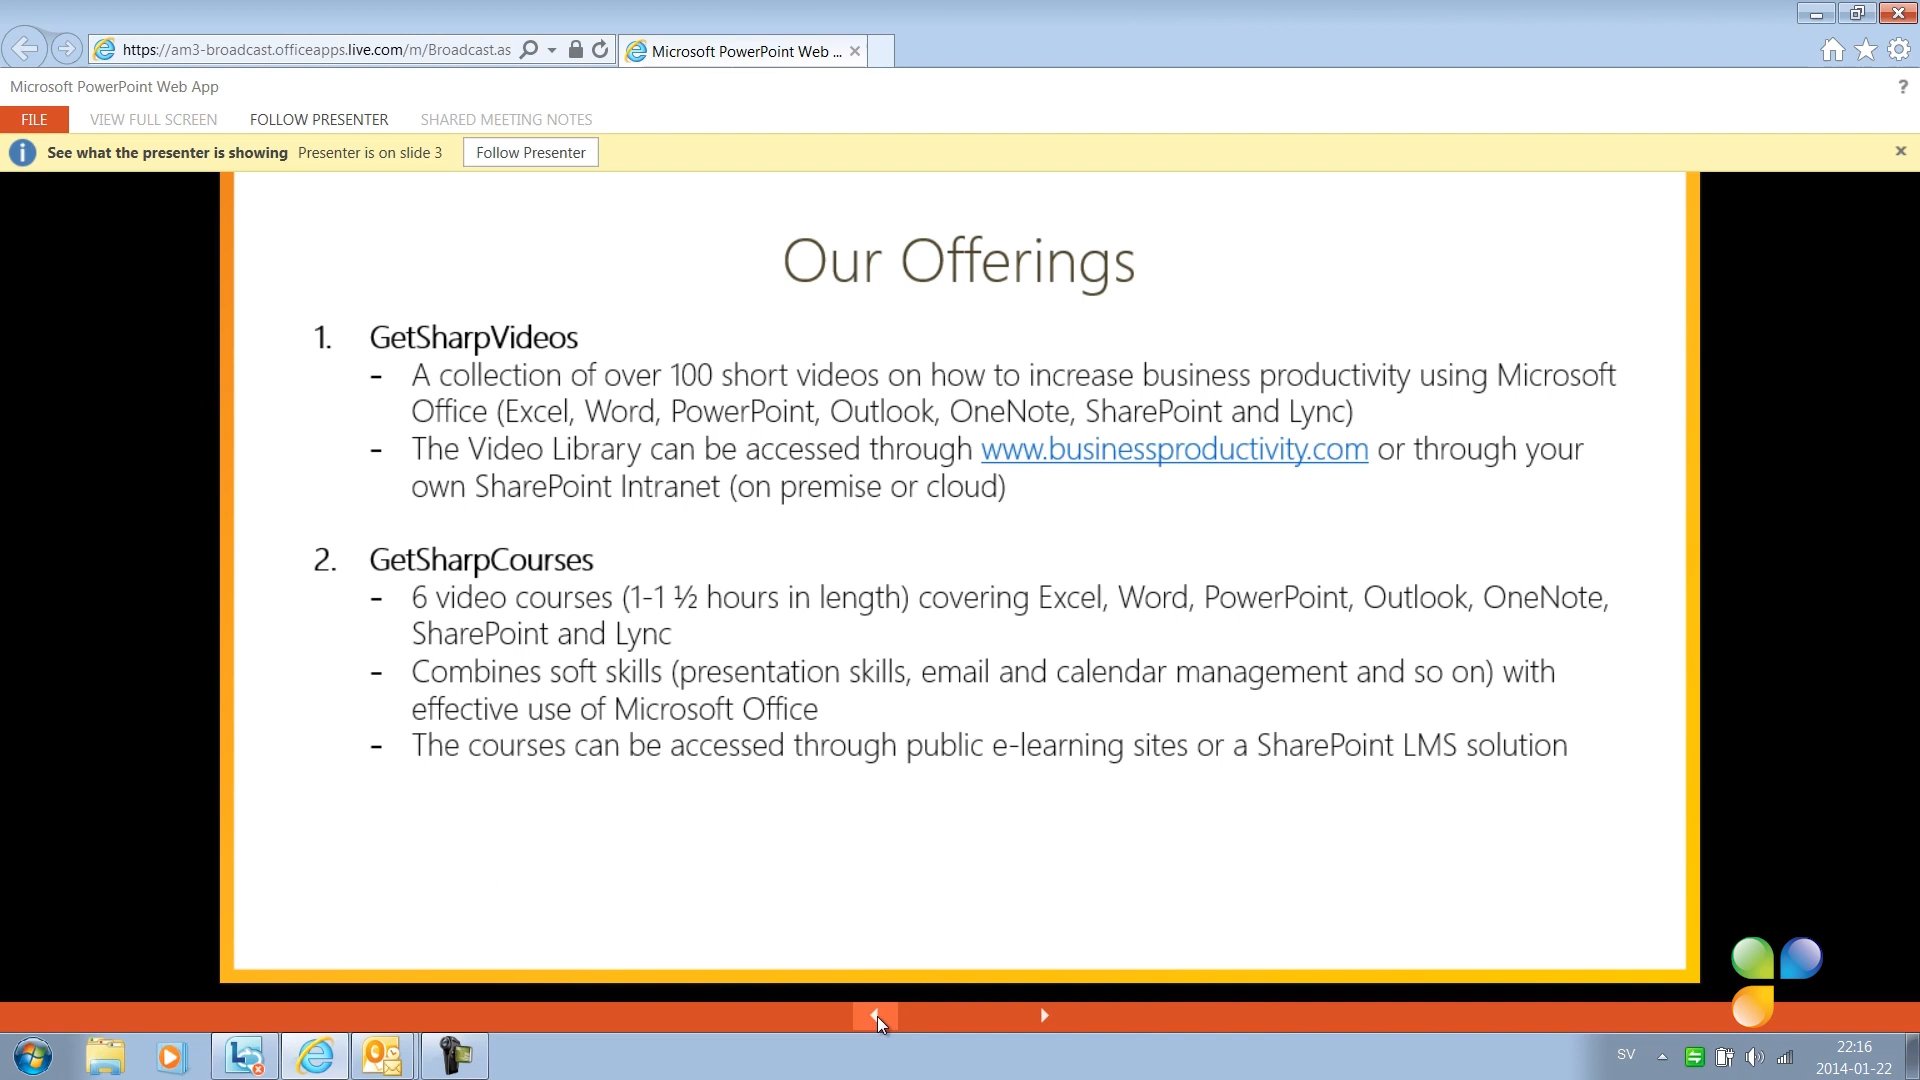 https://am3-broadcast.officeapps.live.com/m/Broadcast.as
Microsoft PowerPoint Web ...
Microsoft PowerPoint Web App
?
FILE VIEW FULL SCREEN FOLLOW PRESENTER SHARED MEETING NOTES
See what the presenter is showing Presenter is on slide 3 Follow Presenter
Our Offerings
1. GetSharpVideos
- A collection of over 100 short videos on how to increase business productivity using Microsoft
Office (Excel, Word, PowerPoint, Outlook, OneNote, SharePoint and Lync)
- The Video Library can be accessed through www.businessproductivity.com or through your
own SharePoint Intranet (on premise or cloud)
2. GetSharpCourses
- 6 video courses (1-1 ½ hours in length) covering Excel, Word, PowerPoint, Outlook, OneNote,
SharePoint and Lync
- Combines soft skills (presentation skills, email and calendar management and so on) with
effective use of Microsoft Office
- The courses can be accessed through public e-learning sites or a SharePoint LMS solution
SV
22:16
2014-01-22